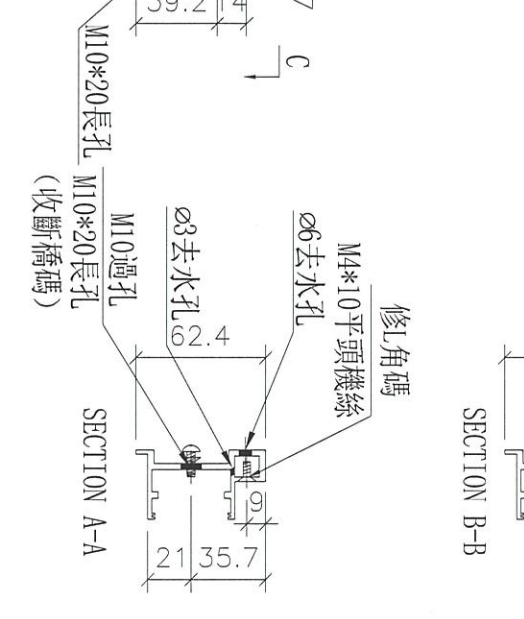 39.2
14
C
M10*20長孔
M10過孔
M10*20長孔
(收斷橋碼)
ø3去水孔
ø6去水孔
修L角碼
M4*10平頭機絲
62.4
9
21
35.7
SECTION A-A
SECTION B-B